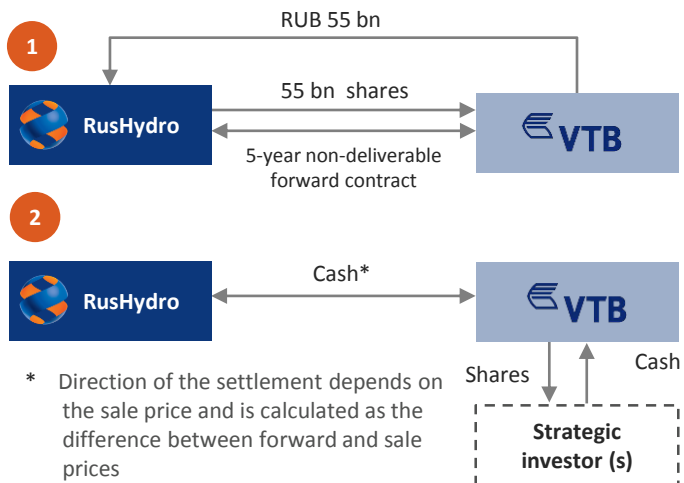 1
RUB 55 bn
RusHydro
55 bn shares
VTB
5-year non-deliverable
forward contract
2
RusHydro
Cash*
VTB
Shares
Cash
* Direction of the settlement depends on
the sale price and is calculated as the
difference between forward and sale
prices
Strategic
investor (s)